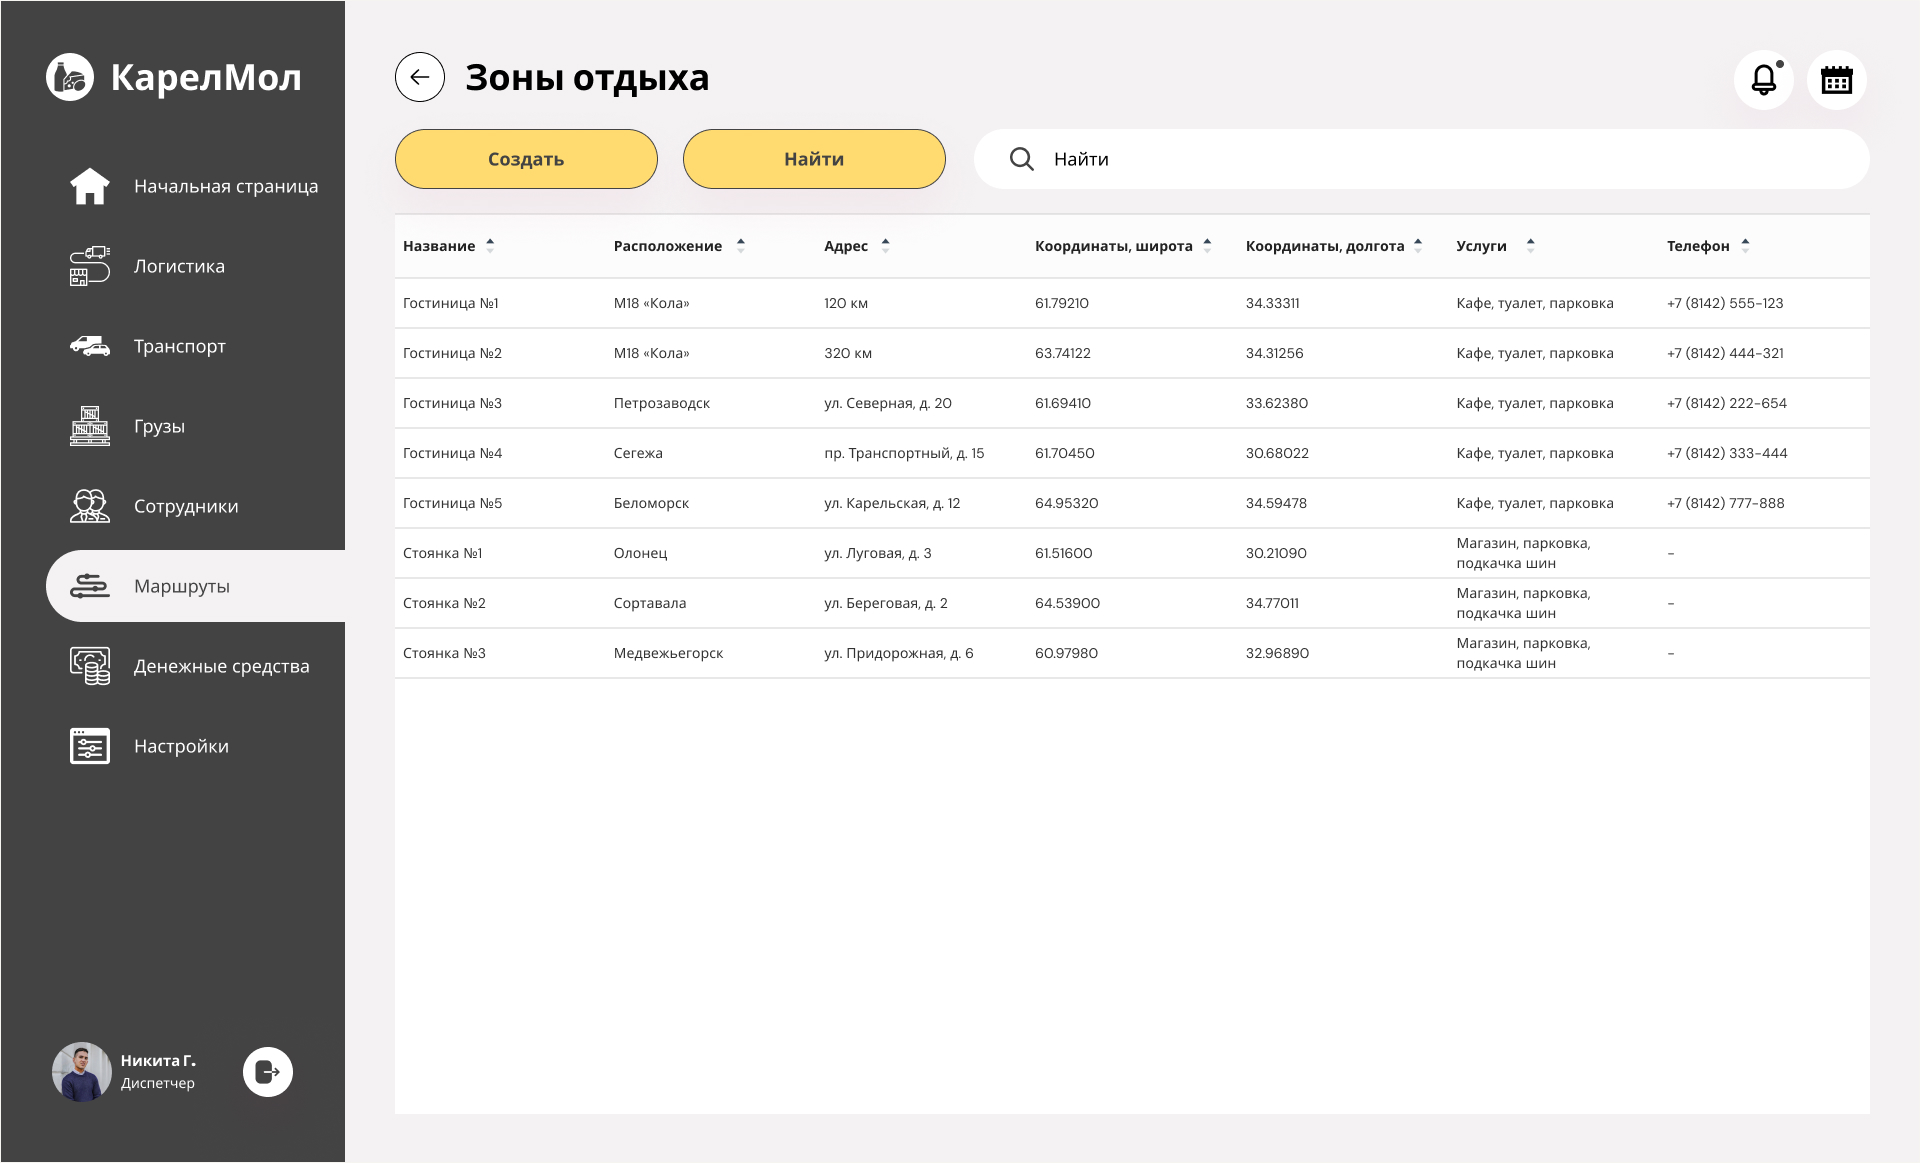 КарелМол
Начальная страница
Логистика
Транспорт
Грузы
Сотрудники
Маршруты
Денежные средства
Настройки
Никита Г.
Диспетчер
Зоны отдыха
Создать
Найти
Найти
Название Расположение Адрес Координаты, широта Координаты, долгота Услуги Телефон
Гостиница №1 М18 «Кола» 120 км 61.79210 34.33311 Кафе, туалет, парковка +7 (8142) 555-123
Гостиница №2 М18 «Кола» 320 км 63.74122 34.31256 Кафе, туалет, парковка +7 (8142) 444-321
Гостиница №3 Петрозаводск ул. Северная, д. 20 61.69410 33.62380 Кафе, туалет, парковка +7 (8142) 222-654
Гостиница №4 Сегежа пр. Транспортный, д. 15 61.70450 30.68022 Кафе, туалет, парковка +7 (8142) 333-444
Гостиница №5 Беломорск ул. Карельская, д. 12 64.95320 34.59478 Кафе, туалет, парковка +7 (8142) 777-888
Стоянка №1 Олонец ул. Луговая, д. 3 61.51600 30.21090 Магазин, парковка, -
подкачка шин
Стоянка №2 Сортавала ул. Береговая, д. 2 64.53900 34.77011 Магазин, парковка, -
подкачка шин
Стоянка №3 Медвежьегорск ул. Придорожная, д. 6 60.97980 32.96890 Магазин, парковка, -
подкачка шин